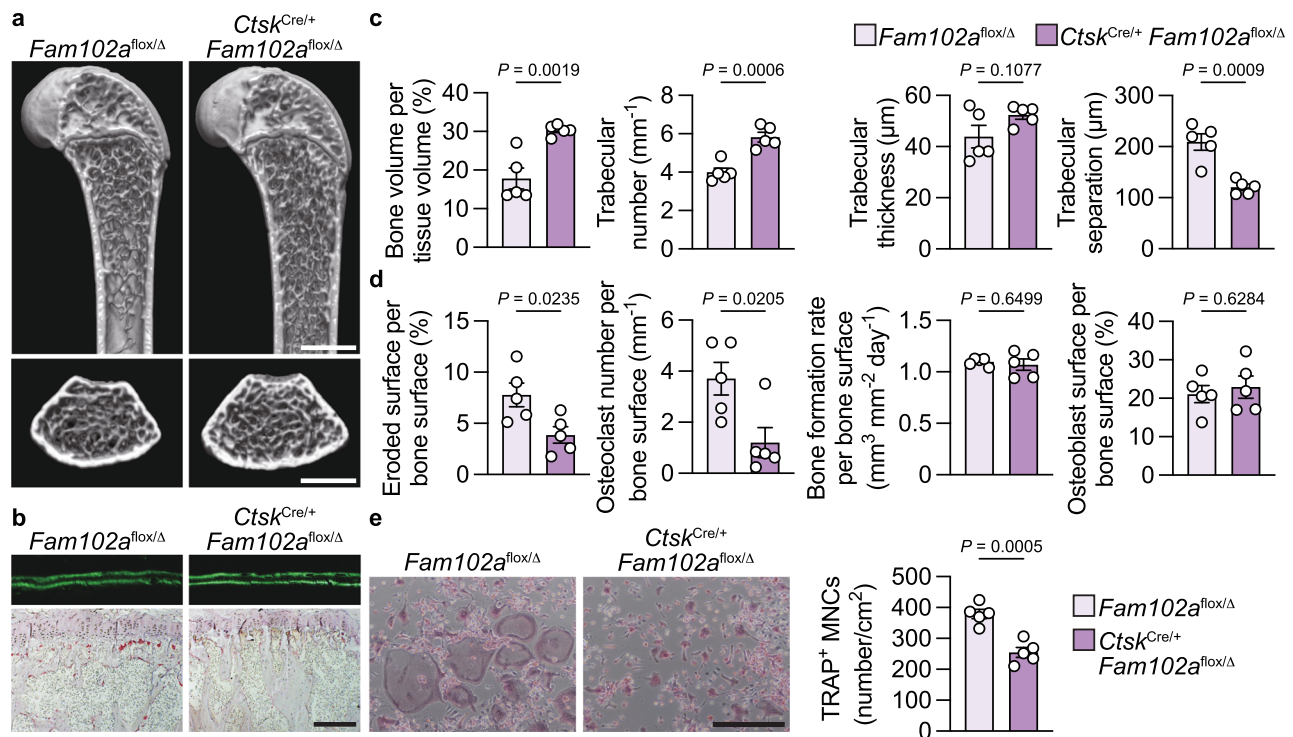 a
Fam102a^flox/Δ
Ctsk^Cre/+
Fam102a^flox/Δ
b
Fam102a^flox/Δ
Ctsk^Cre/+
Fam102a^flox/Δ
c
Fam102a^flox/Δ
Ctsk^Cre/+ Fam102a^flox/Δ
P = 0.0019
Bone volume per
tissue volume (%)
40
30
20
10
0
P = 0.0006
Trabecular
number (mm⁻¹)
8
6
4
2
0
P = 0.1077
Trabecular
thickness (μm)
60
40
20
0
P = 0.0009
Trabecular
separation (μm)
300
200
100
0
d
P = 0.0235
Eroded surface per
bone surface (%)
15
10
5
0
P = 0.0205
Osteoclast number per
bone surface (mm⁻¹)
6
4
2
0
P = 0.6499
Bone formation rate
per bone surface
(mm³ mm⁻² day⁻¹)
1.5
1.0
0.5
0
P = 0.6284
Osteoblast surface per
bone surface (%)
40
30
20
10
0
e
Fam102a^flox/Δ
Ctsk^Cre/+
Fam102a^flox/Δ
P = 0.0005
TRAP⁺ MNCs
(number/cm²)
500
400
300
200
100
0
Fam102a^flox/Δ
Ctsk^Cre/+
Fam102a^flox/Δ